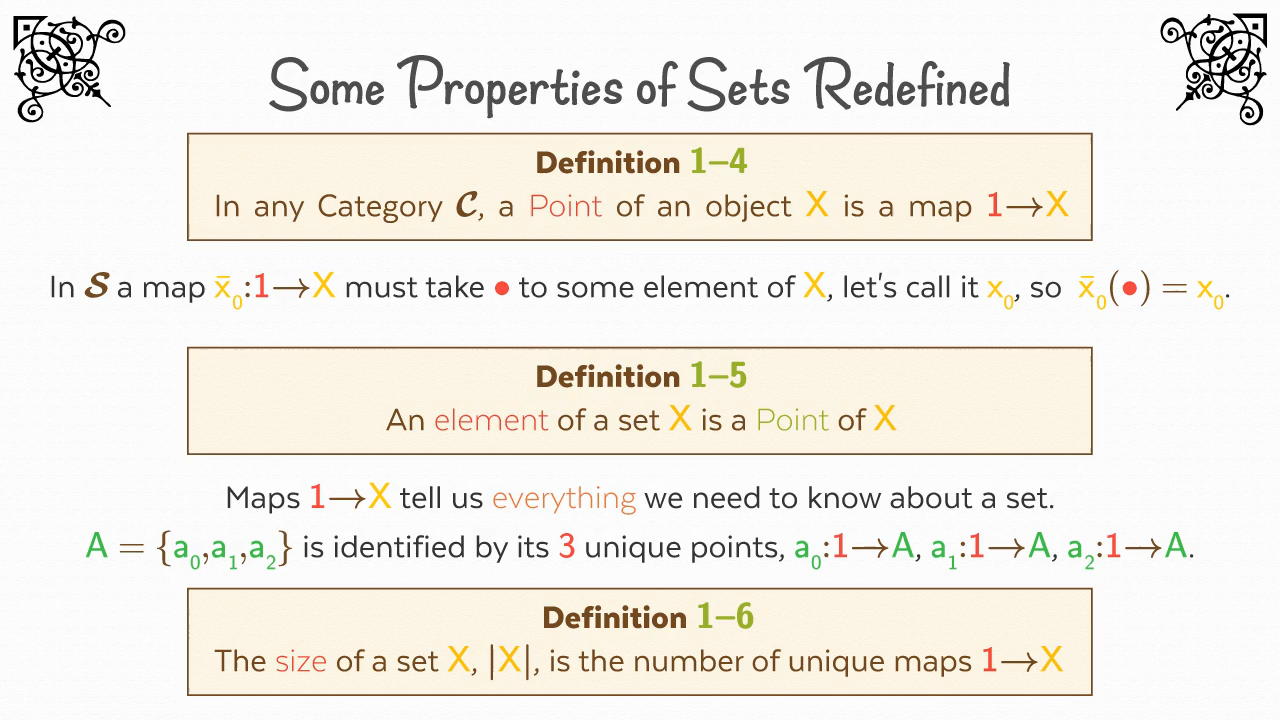 Some Properties of Sets Redefined
Definition 1–4
In any Category 𝓒, a Point of an object X is a map 1→X
In 𝓢 a map x̄₀:1→X must take • to some element of X, let's call it x₀, so x̄₀(•) = x₀.
Definition 1–5
An element of a set X is a Point of X
Maps 1→X tell us everything we need to know about a set.
A = {a₀,a₁,a₂} is identified by its 3 unique points, a₀:1→A, a₁:1→A, a₂:1→A.
Definition 1–6
The size of a set X, |X|, is the number of unique maps 1→X